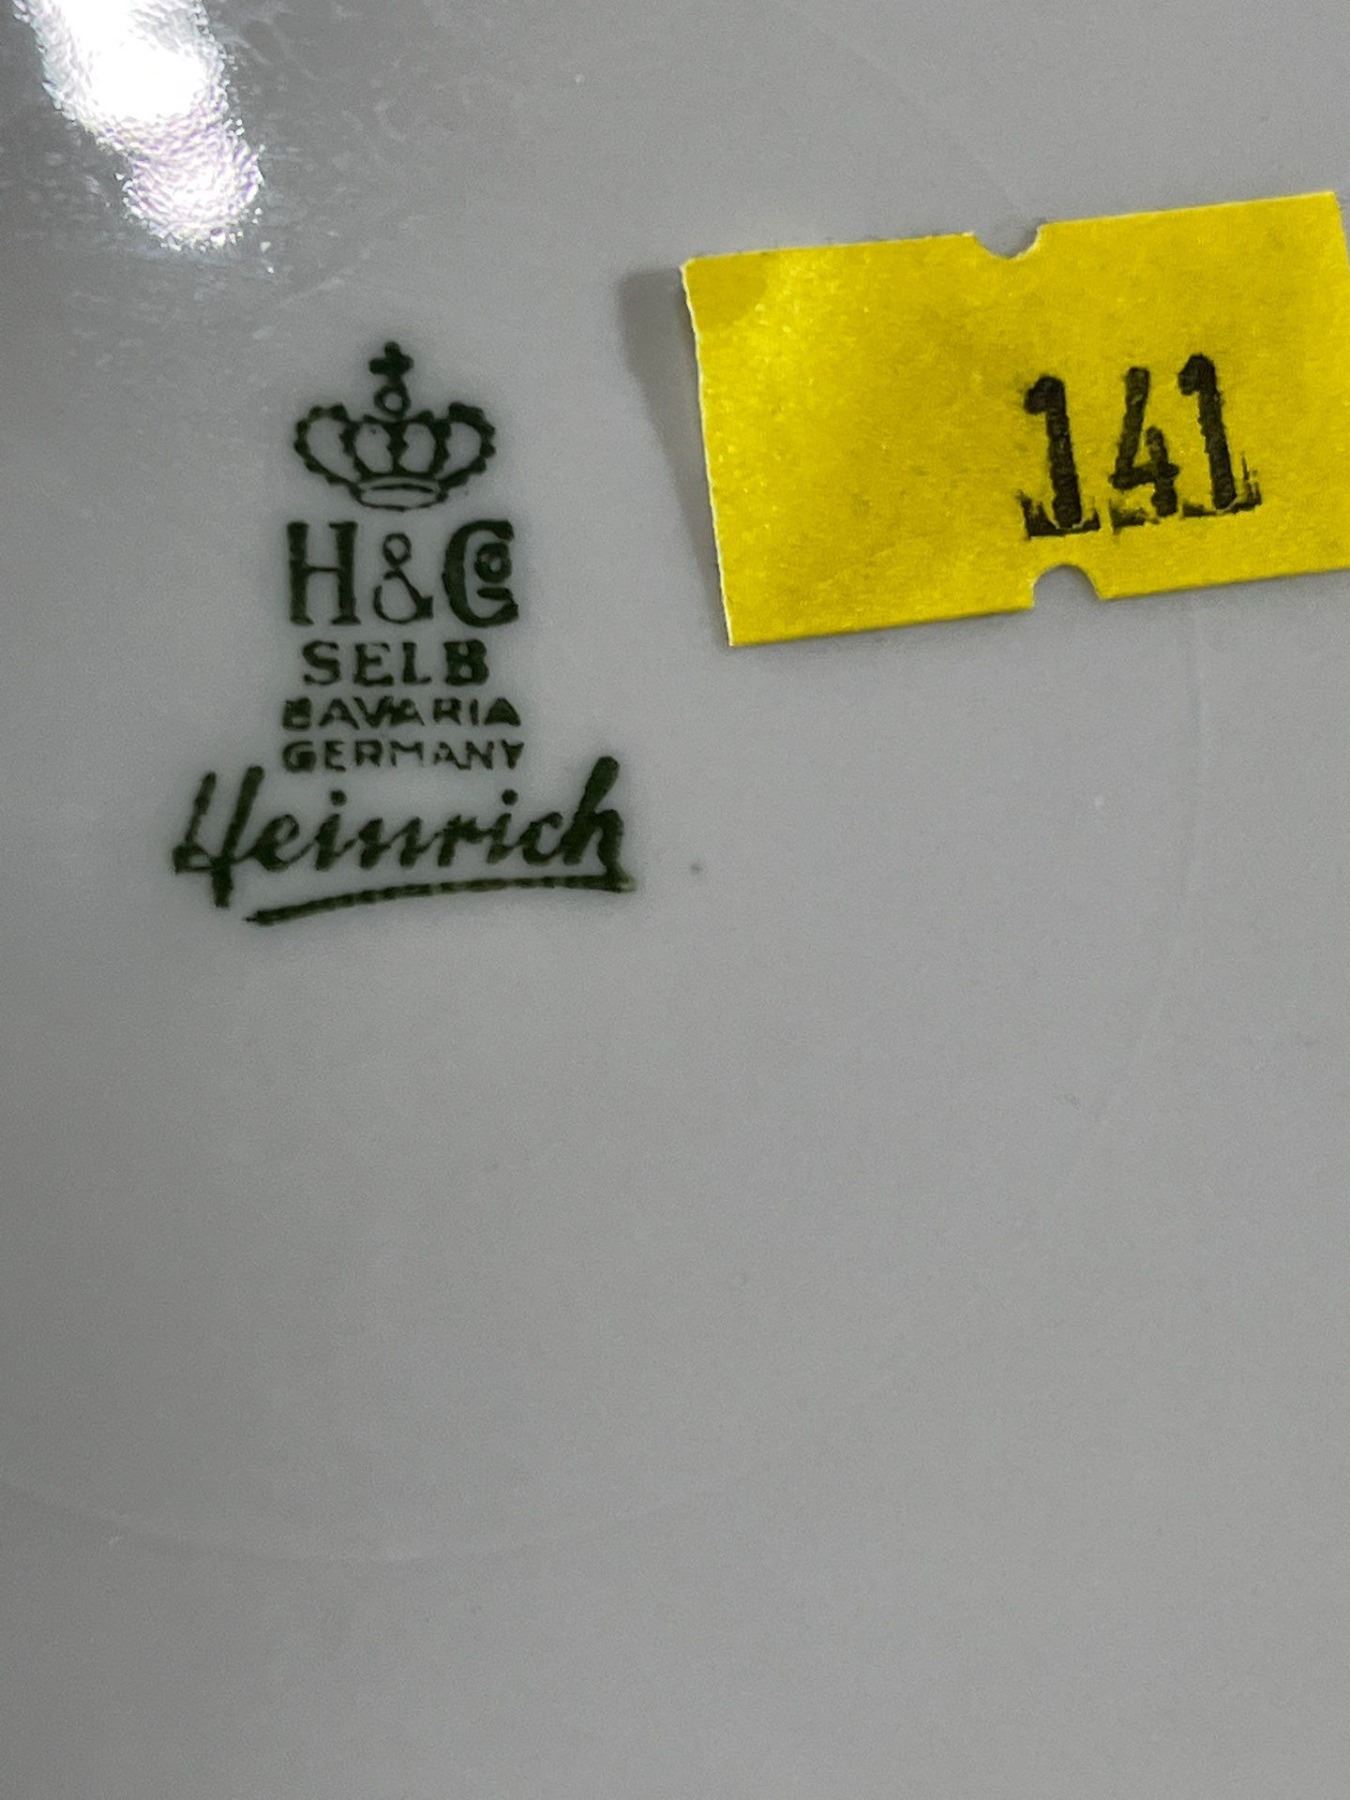 H&Co
SELB
BAVARIA
GERMANY
Heinrich
141